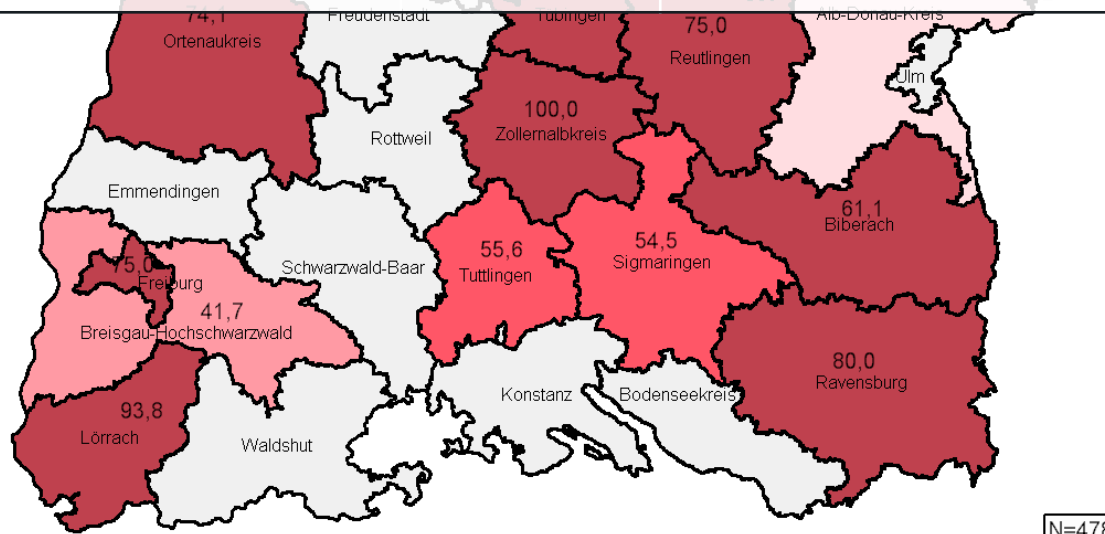 74,1
Ortenaukreis
Freudenstadt
Tübingen
75,0
Reutlingen
Alb-Donau-Kreis
Ulm
100,0
Zollernalbkreis
Rottweil
Emmendingen
61,1
Biberach
54,5
Sigmaringen
55,6
Tuttlingen
Schwarzwald-Baar
75,0
Freiburg
41,7
Breisgau-Hochschwarzwald
80,0
Ravensburg
Konstanz
Bodenseekreis
93,8
Lörrach
Waldshut
N=478